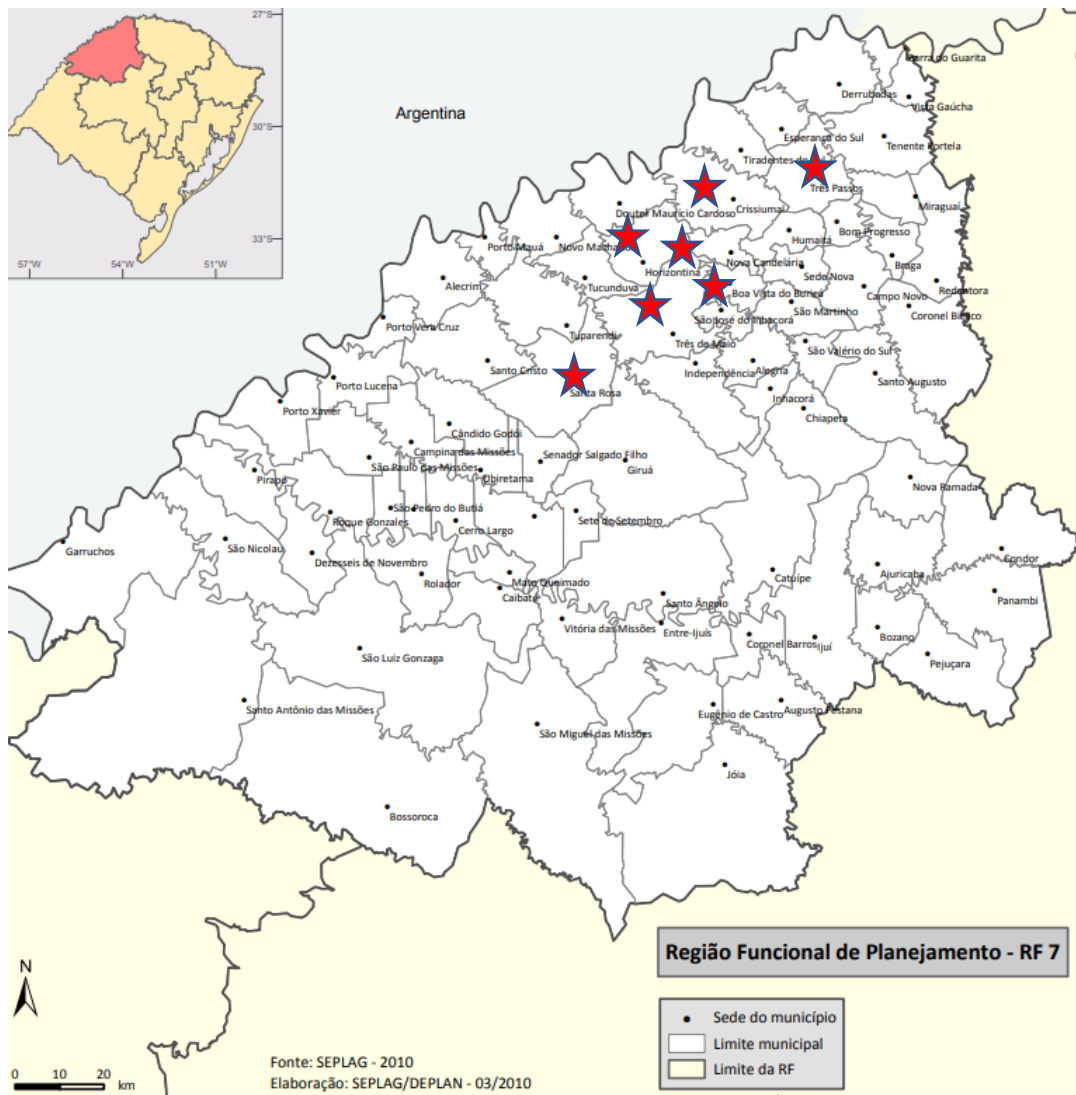 27°S
30°S
33°S
57°W
54°W
51°W
Argentina
Barra do Guarita
Derrubadas
Vista Gaúcha
Esperança do Sul
Tenente Portela
Tiradentes do
Três Passos
Miraguaí
Doutor Maurício Cardoso
Crissiumal
Bom Progresso
Humaitá
Porto Mauá
Novo Machado
Nova Candelária
Braga
Horizontina
Sede Nova
Redentora
Alecrim
Tucunduva
Boa Vista do Buricá
Campo Novo
São Martinho
Coronel Bicaco
São José do Inhacorá
Porto Vera Cruz
Tuparendi
Três de Maio
São Valério do Sul
Santo Cristo
Independência
Alegria
Santo Augusto
Porto Lucena
Santa Rosa
Inhacorá
Porto Xavier
Chiapeta
Cândido Godói
Campina das Missões
Senador Salgado Filho
São Paulo das Missões
Giruá
Pirapó
Ubiretama
Nova Ramada
São Pedro do Butiá
Roque Gonzales
Sete de Setembro
Cerro Largo
Garruchos
São Nicolau
Condor
Dezesseis de Novembro
Rolador
Mato Queimado
Catuípe
Ajuricaba
Caibaté
Panambi
Santo Ângelo
Vitória das Missões
Entre-Ijuís
Bozano
Coronel Barros
Ijuí
São Luiz Gonzaga
Pejuçara
Santo Antônio das Missões
Eugênio de Castro
Augusto Pestana
São Miguel das Missões
Jóia
Bossoroca
Região Funcional de Planejamento - RF 7
N
Sede do município
Limite municipal
Limite da RF
0 10 20 km
Fonte: SEPLAG - 2010
Elaboração: SEPLAG/DEPLAN - 03/2010